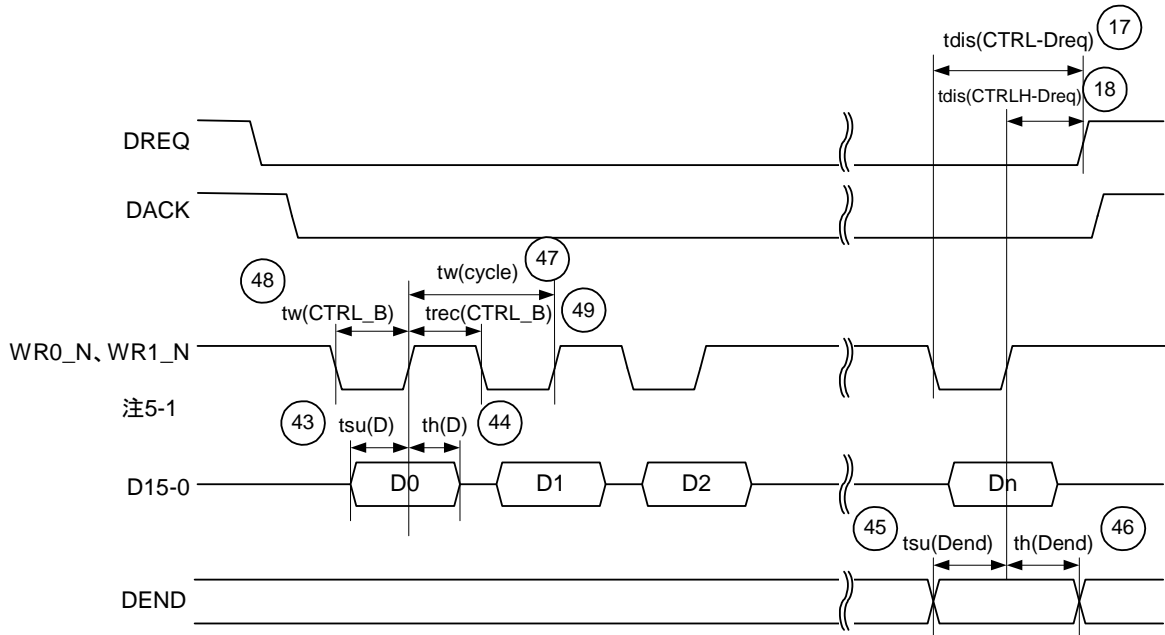 tdis(CTRL-Dreq) 17
tdis(CTRLH-Dreq) 18
DREQ
DACK
48 tw(cycle) 47
tw(CTRL_B) trec(CTRL_B) 49
WR0_N、WR1_N
注5-1
43 tsu(D) th(D) 44
D15-0 D0 D1 D2 Dn
45 tsu(Dend) th(Dend) 46
DEND